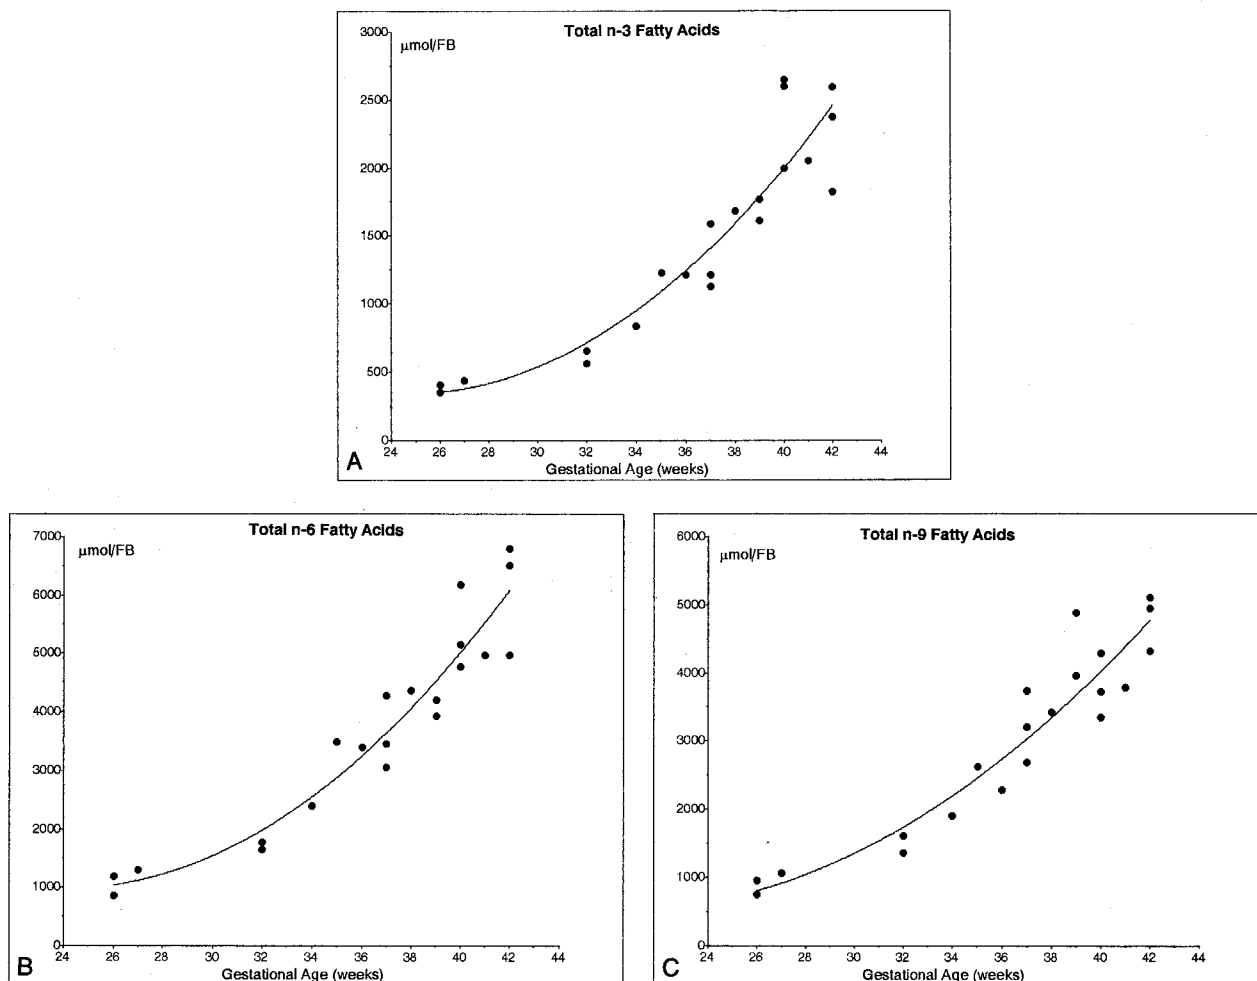 Total n-3 Fatty Acids
μmol/FB
3000
2500
2000
1500
1000
500
0
24 26 28 30 32 34 36 38 40 42 44
Gestational Age (weeks)
A
Total n-6 Fatty Acids
μmol/FB
7000
6000
5000
4000
3000
2000
1000
0
24 26 28 30 32 34 36 38 40 42 44
Gestational Age (weeks)
B
Total n-9 Fatty Acids
μmol/FB
6000
5000
4000
3000
2000
1000
0
24 26 28 30 32 34 36 38 40 42 44
Gestational Age (weeks)
C